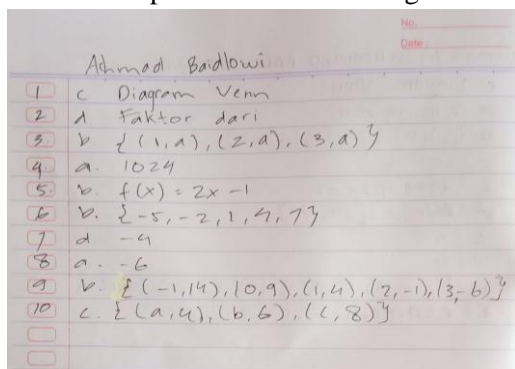 No.
Date:
Achmad Baidlowi
1 c Diagram Venn
2 d Faktor dari
3. b {(1,a), (2,a), (3,a)}
4. a. 1024
5. b. f(x) = 2x -1
6 b. {-5, -2, 1, 4, 7}
7 d. -4
8 a. -6
9 b. {(-1,14), (0,9), (1,4), (2,-1), (3,-6)}
10 c. {(a,4), (b,6), (c,8)}